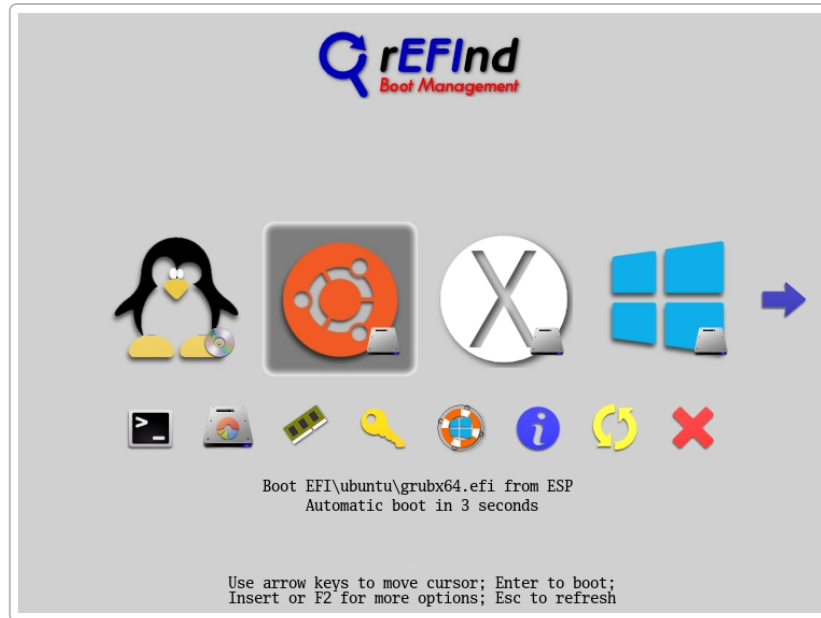 rEFInd
Boot Management
>_
i
Boot EFI\ubuntu\grubx64.efi from ESP
Automatic boot in 3 seconds
Use arrow keys to move cursor; Enter to boot;
Insert or F2 for more options; Esc to refresh